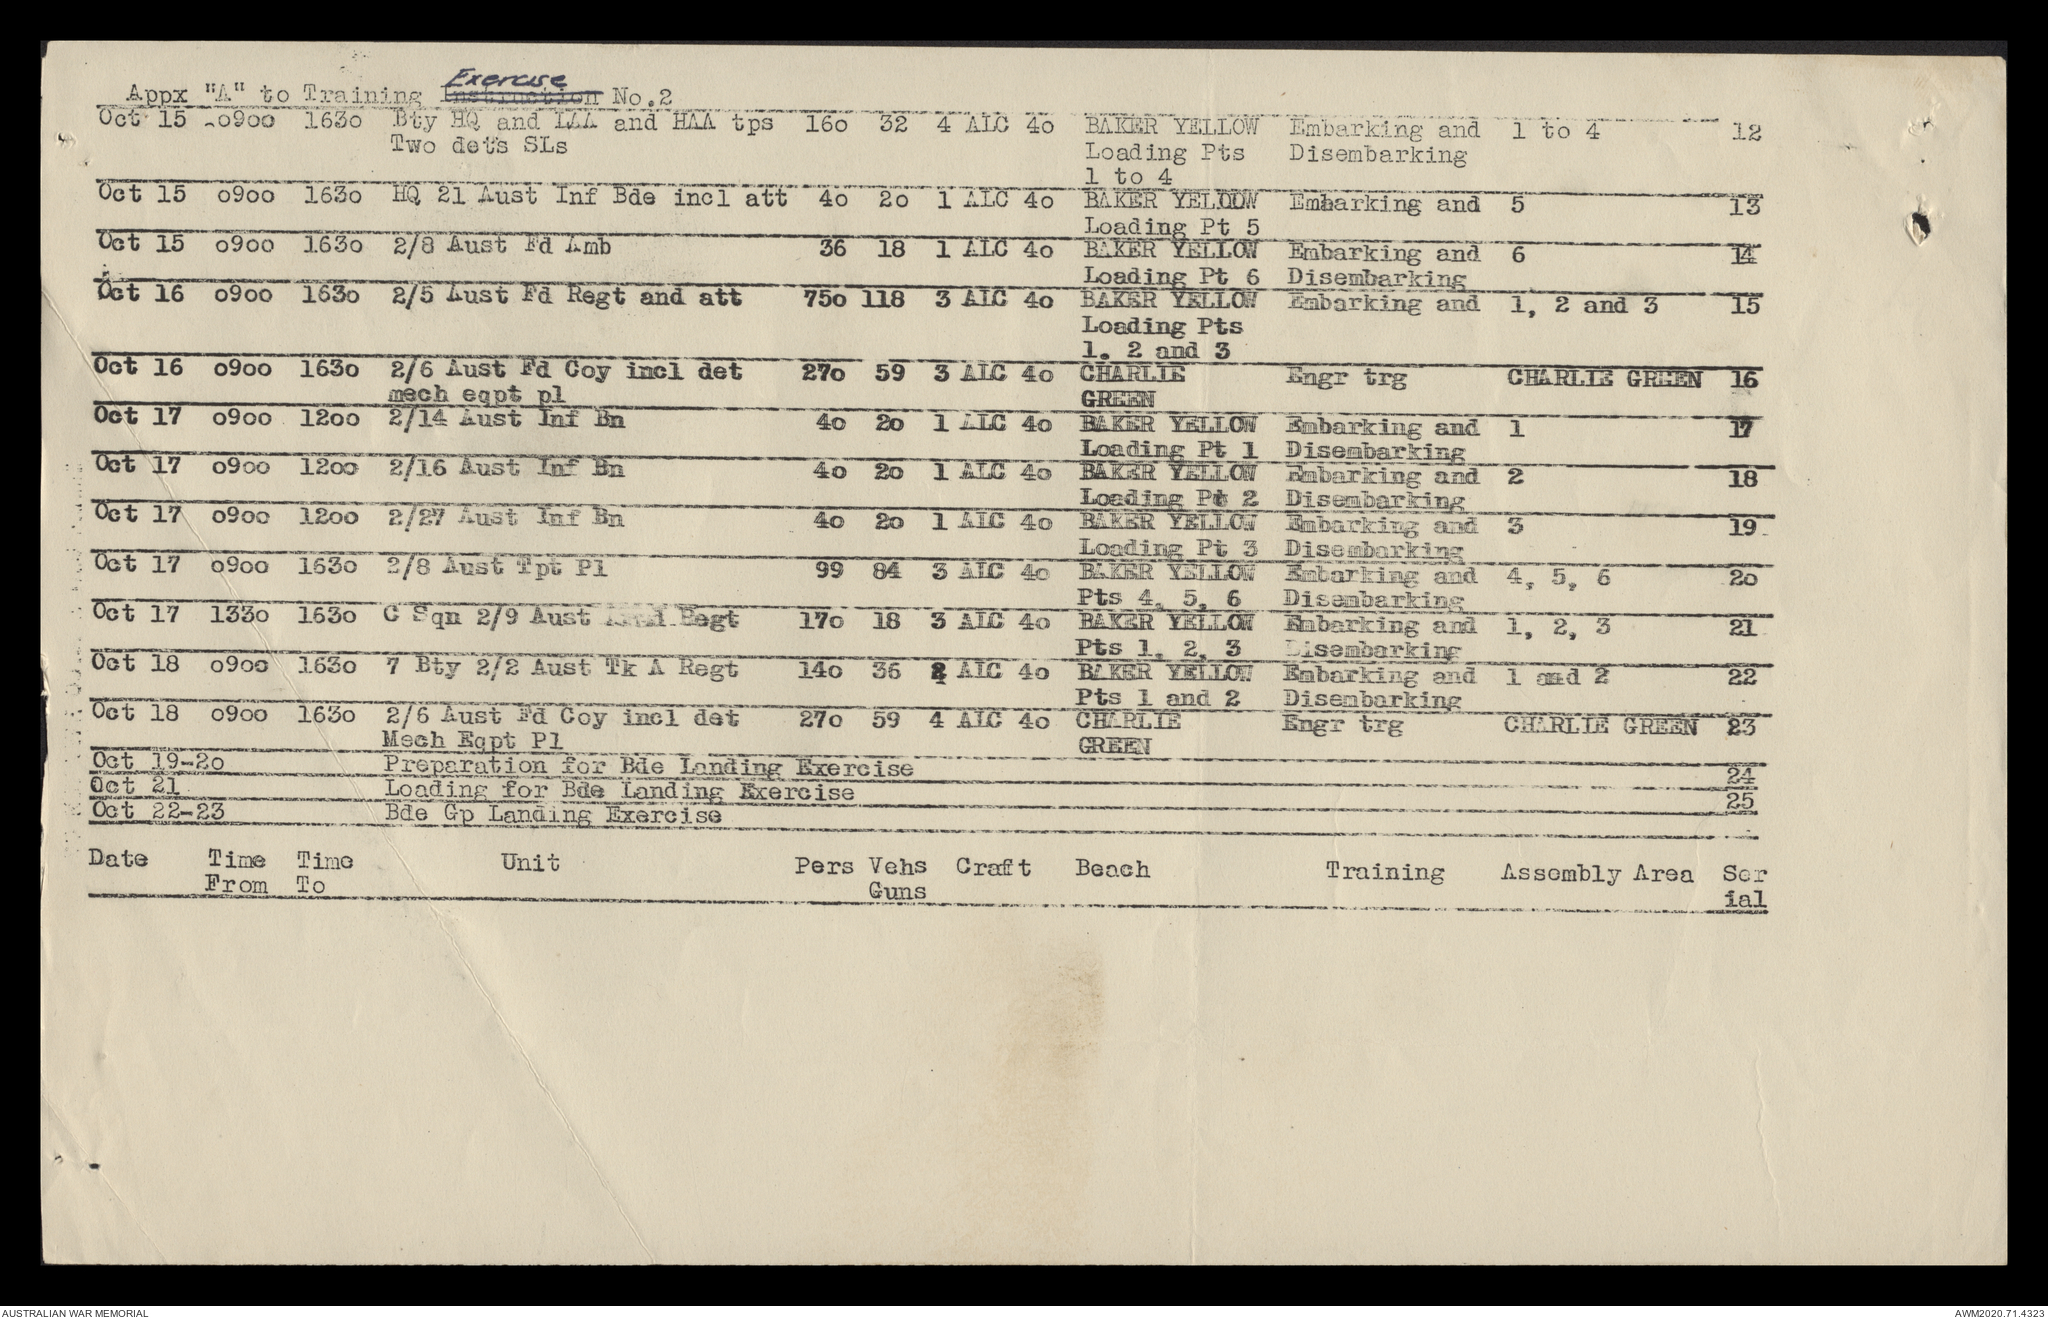 Exercise
Appx "A" to Training Instruction No.2
Oct 15 0900 1630 Bty HQ and LAA and HAA tps 160 32 4 ALC 40 BAKER YELLOW Embarking and 1 to 4 12
Two dets SLs Loading Pts Disembarking
1 to 4
Oct 15 0900 1630 HQ 21 Aust Inf Bde incl att 40 20 1 ALC 40 BAKER YELLOW Embarking and 5 13
Loading Pt 5
Oct 15 0900 1630 2/8 Aust Fd Amb 36 18 1 ALC 40 BAKER YELLOW Embarking and 6 14
Loading Pt 6 Disembarking
Oct 16 0900 1630 2/5 Aust Fd Regt and att 750 118 3 ALC 40 BAKER YELLOW Embarking and 1, 2 and 3 15
Loading Pts
1. 2 and 3
Oct 16 0900 1630 2/6 Aust Fd Coy incl det 270 59 3 ALC 40 CHARLIE Engr trg CHARLIE GREEN 16
mech eqpt pl GREEN
Oct 17 0900 1200 2/14 Aust Inf Bn 40 20 1 ALC 40 BAKER YELLOW Embarking and 1 17
Loading Pt 1 Disembarking
Oct 17 0900 1200 2/16 Aust Inf Bn 40 20 1 ALC 40 BAKER YELLOW Embarking and 2 18
Loading Pt 2 Disembarking
Oct 17 0900 1200 2/27 Aust Inf Bn 40 20 1 ALC 40 BAKER YELLOW Embarking and 3 19
Loading Pt 3 Disembarking
Oct 17 0900 1630 2/8 Aust Tpt Pl 99 84 3 ALC 40 BAKER YELLOW Embarking and 4, 5, 6 20
Pts 4, 5, 6 Disembarking
Oct 17 1330 1630 C Sqn 2/9 Aust Regt 170 18 3 ALC 40 BAKER YELLOW Embarking and 1, 2, 3 21
Pts 1, 2, 3 Disembarking
Oct 18 0900 1630 7 Bty 2/2 Aust Tk A Regt 140 36 ALC 40 BAKER YELLOW Embarking and 1 and 2 22
Pts 1 and 2 Disembarking
Oct 18 0900 1630 2/6 Aust Fd Coy incl det 270 59 4 ALC 40 CHARLIE Engr trg CHARLIE GREEN 23
Mech Eqpt Pl GREEN
Oct 19-20 Preparation for Bde Landing Exercise 24
Oct 21 Loading for Bde Landing Exercise 25
Oct 22-23 Bde Gp Landing Exercise
Date Time Time Unit Pers Vehs Craft Beach Training Assembly Area Ser
From To Guns ial
AUSTRALIAN WAR MEMORIAL AWM2020.71.4323